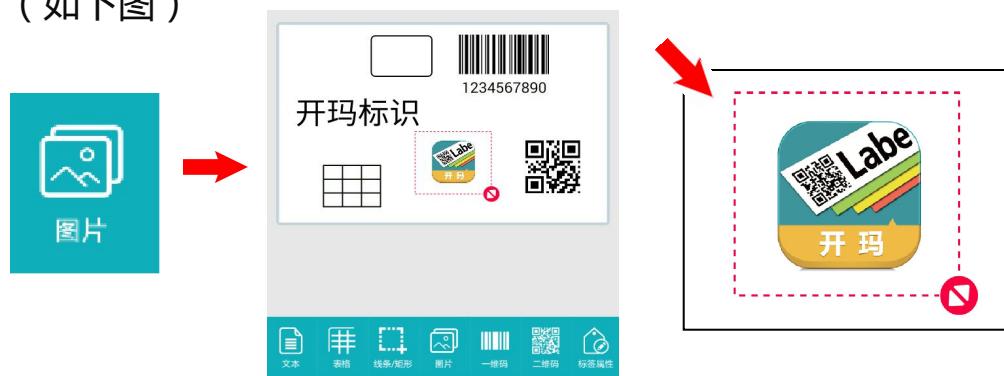 （如下图）
图片
1234567890
开玛标识
Labe
开玛
文本 表格 线条/矩形 图片 一维码 二维码 标签属性
Labe
开玛